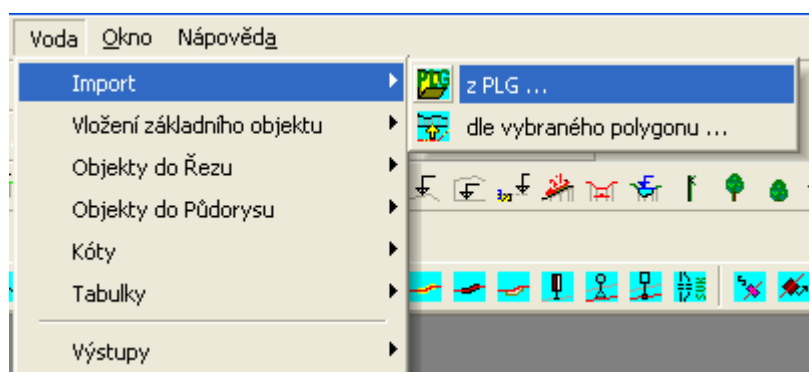 Voda Okno Nápověda
Import
z PLG ...
Vložení základního objektu
dle vybraného polygonu ...
Objekty do Řezu
Objekty do Půdorysu
Kóty
Tabulky
Výstupy
PLG